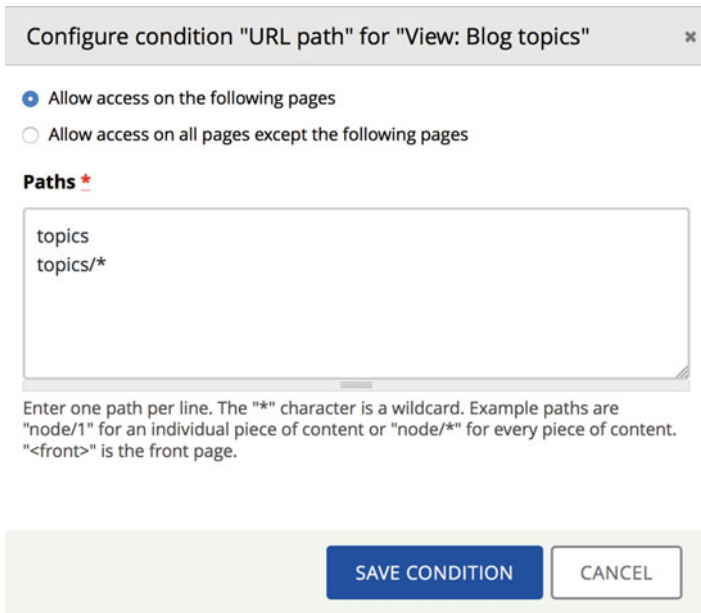 Configure condition "URL path" for "View: Blog topics"
Allow access on the following pages
Allow access on all pages except the following pages
Paths *
topics
topics/*
Enter one path per line. The "*" character is a wildcard. Example paths are
"node/1" for an individual piece of content or "node/*" for every piece of content.
"<front>" is the front page.
SAVE CONDITION
CANCEL